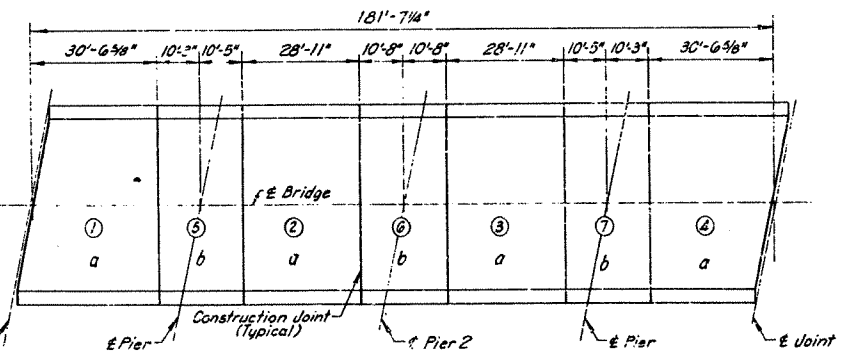 181'-7¼"
30'-6⅝" 10'-3" 10'-5" 28'-11" 10'-8" 10'-8" 28'-11" 10'-5" 10'-3" 30'-6⅝"
℄ Bridge
① ⑤ ② ⑥ ③ ⑦ ④
a b a b a b a
Construction Joint
(Typical)
℄ Pier ℄ Pier 2 ℄ Pier ℄ Joint